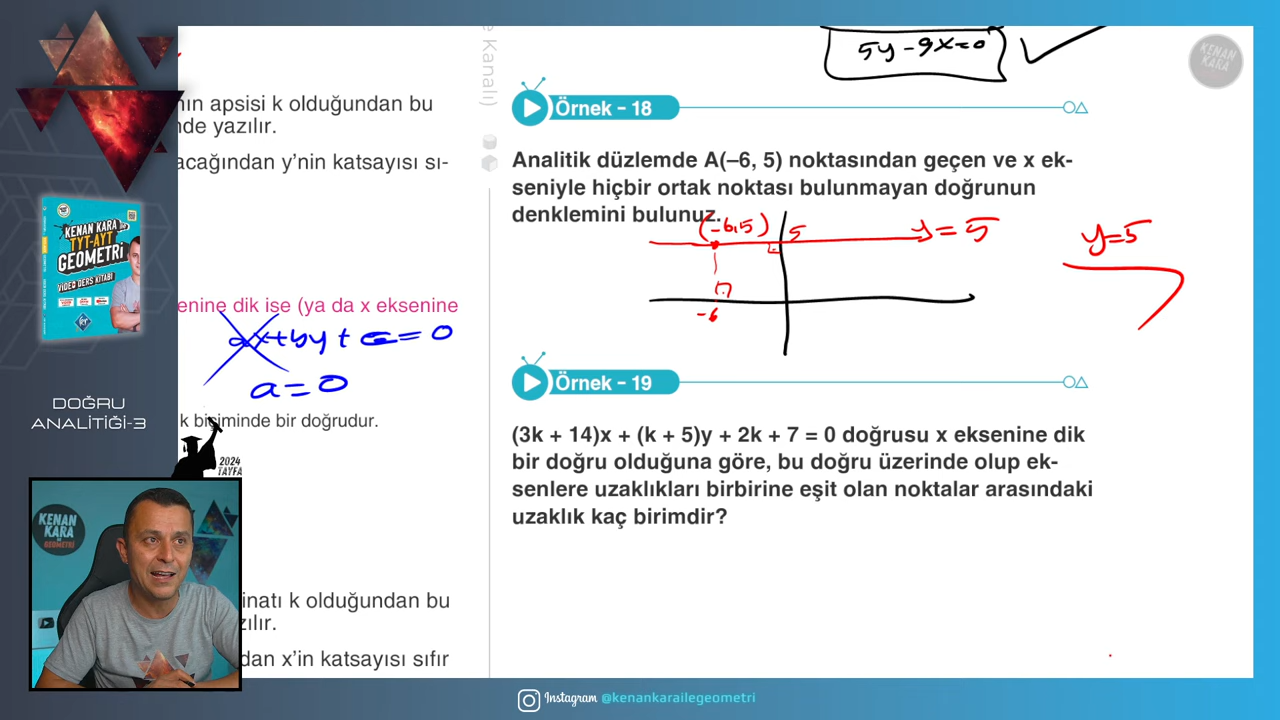 5y-9x=0
nın apsisi k olduğundan bu
nde yazılır.
acağından y'nin katsayısı sı-
enine dik ise (ya da x eksenine
ax+by+c=0
a=0
k biçiminde bir doğrudur.
2024
TAYFA
inatı k olduğundan bu
zılır.
dan x'in katsayısı sıfır
e Kanalı)
KENAN
KARA
Örnek - 18
Analitik düzlemde A(–6, 5) noktasından geçen ve x ek-
seniyle hiçbir ortak noktası bulunmayan doğrunun
denklemini bulunuz.
(-6,5)
5
y=5
y=5
-6
Örnek - 19
(3k + 14)x + (k + 5)y + 2k + 7 = 0 doğrusu x eksenine dik
bir doğru olduğuna göre, bu doğru üzerinde olup ek-
senlere uzaklıkları birbirine eşit olan noktalar arasındaki
uzaklık kaç birimdir?
KENAN KARA
TYT-AYT
GEOMETRİ
VİDEO DERS KİTABI
DOĞRU
ANALİTİĞİ-3
KENAN
KARA
GEOMETRİ
Instagram @kenankarailegeometri